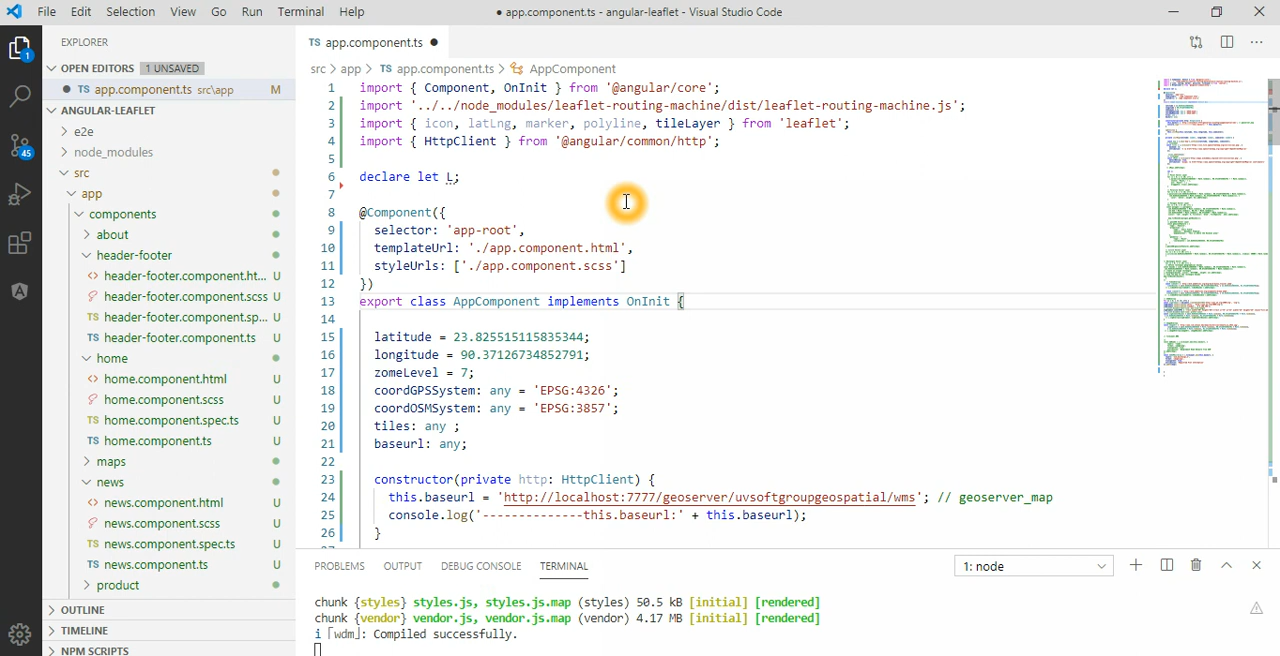 File Edit Selection View Go Run Terminal Help
● app.component.ts - angular-leaflet - Visual Studio Code
EXPLORER
OPEN EDITORS 1 UNSAVED
● TS app.component.ts src\app M
ANGULAR-LEAFLET
e2e
node_modules
src
app
components
about
header-footer
<> header-footer.component.ht... U
header-footer.component.scss U
TS header-footer.component.sp... U
TS header-footer.component.ts U
home
<> home.component.html U
home.component.scss U
TS home.component.spec.ts U
TS home.component.ts U
maps
news
<> news.component.html U
news.component.scss U
TS news.component.spec.ts U
TS news.component.ts U
product
OUTLINE
TIMELINE
NPM SCRIPTS
1
45
TS app.component.ts ●
src > app > TS app.component.ts > AppComponent
1 import { Component, OnInit } from '@angular/core';
2 import '../../node_modules/leaflet-routing-machine/dist/leaflet-routing-machine.js';
3 import { icon, marker, polyline, tileLayer } from 'leaflet';
4 import { HttpClient } from '@angular/common/http';
5
6 declare let L;
7
8 @Component({
9 selector: 'app-root',
10 templateUrl: './app.component.html',
11 styleUrls: ['./app.component.scss']
12 })
13 export class AppComponent implements OnInit {
14
15 latitude =
16 longitude = 90.37120734852791;
17 zomeLevel = 7;
18 coordGPSSystem: any = 'EPSG:4326';
19 coordOSMSystem: any = 'EPSG:3857';
20 tiles: any ;
21 baseurl: any;
22
23 constructor(private http: HttpClient) {
24 this.baseurl = 'http://localhost:7777/geoserver/uvsoftgroupgeospatial/wms'; // geoserver_map
25 console.log('--------------this.baseurl:' + this.baseurl);
26 }
PROBLEMS OUTPUT DEBUG CONSOLE TERMINAL
1: node
chunk {styles} styles.js, styles.js.map (styles) 50.5 kB [initial] [rendered]
chunk {vendor} vendor.js, vendor.js.map (vendor) 4.17 MB [initial] [rendered]
i ｢wdm｣: Compiled successfully.